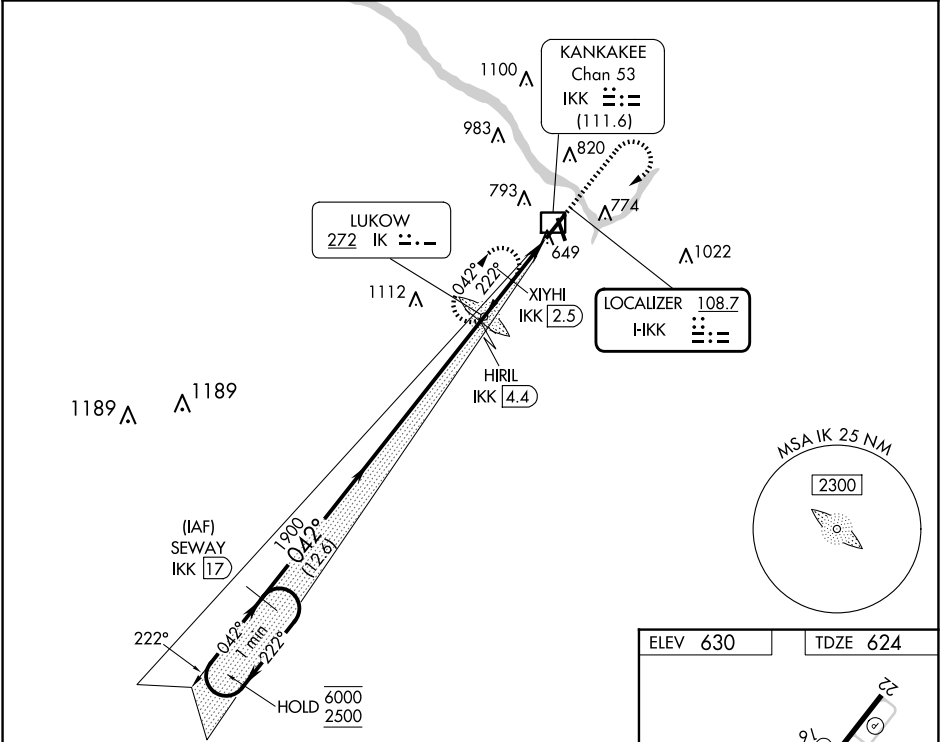 KANKAKEE
Chan 53
IKK
(111.6)
1100
983
820
793
774
649
1022
LUKOW
272 IK
042°
222°
XIYHI
IKK 2.5
1112
LOCALIZER 108.7
I-IKK
HIRIL
IKK 4.4
1189
1189
MSA IK 25 NM
2300
(IAF)
SEWAY
IKK 17
1900
042°
(12.6)
222°
042°
1 min
222°
HOLD 6000
2500
ELEV 630
TDZE 624
22
P